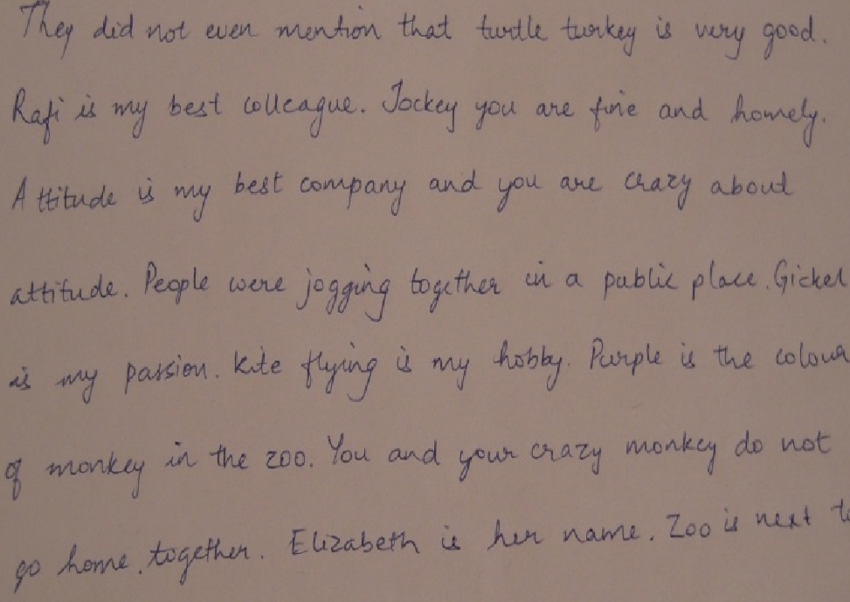 They did not even mention that turtle turkey is very good.
Rafi is my best colleague. Jockey you are fine and homely.
Attitude is my best company and you are crazy about
attitude. People were jogging together in a public place. Gickel
is my passion. Kite flying is my hobby. Purple is the colour
of monkey in the zoo. You and your crazy monkey do not
go home together. Elizabeth is her name. Zoo is next to